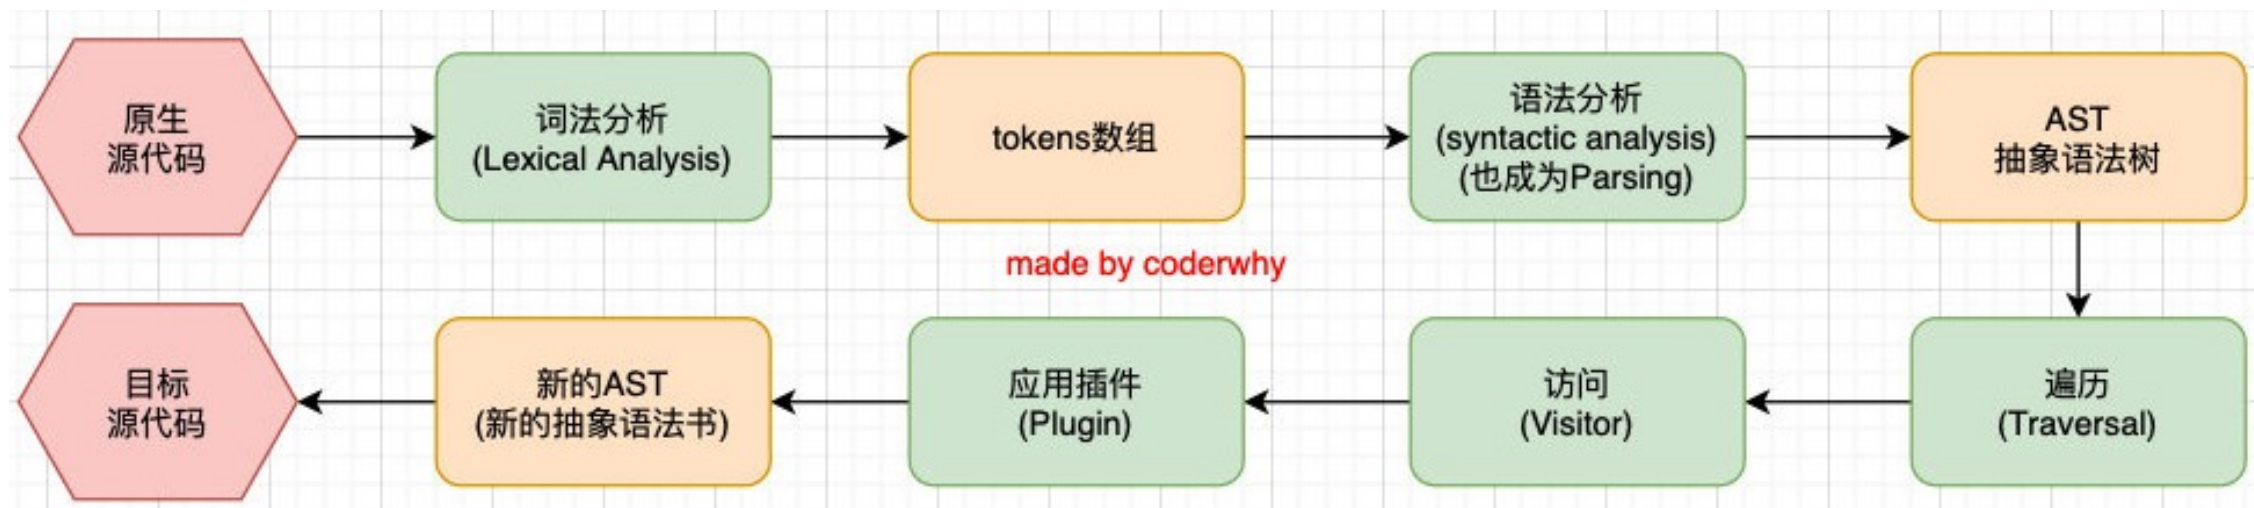 原生
源代码
词法分析
(Lexical Analysis)
tokens数组
语法分析
(syntactic analysis)
(也成为Parsing)
AST
抽象语法树
made by coderwhy
目标
源代码
新的AST
(新的抽象语法书)
应用插件
(Plugin)
访问
(Visitor)
遍历
(Traversal)